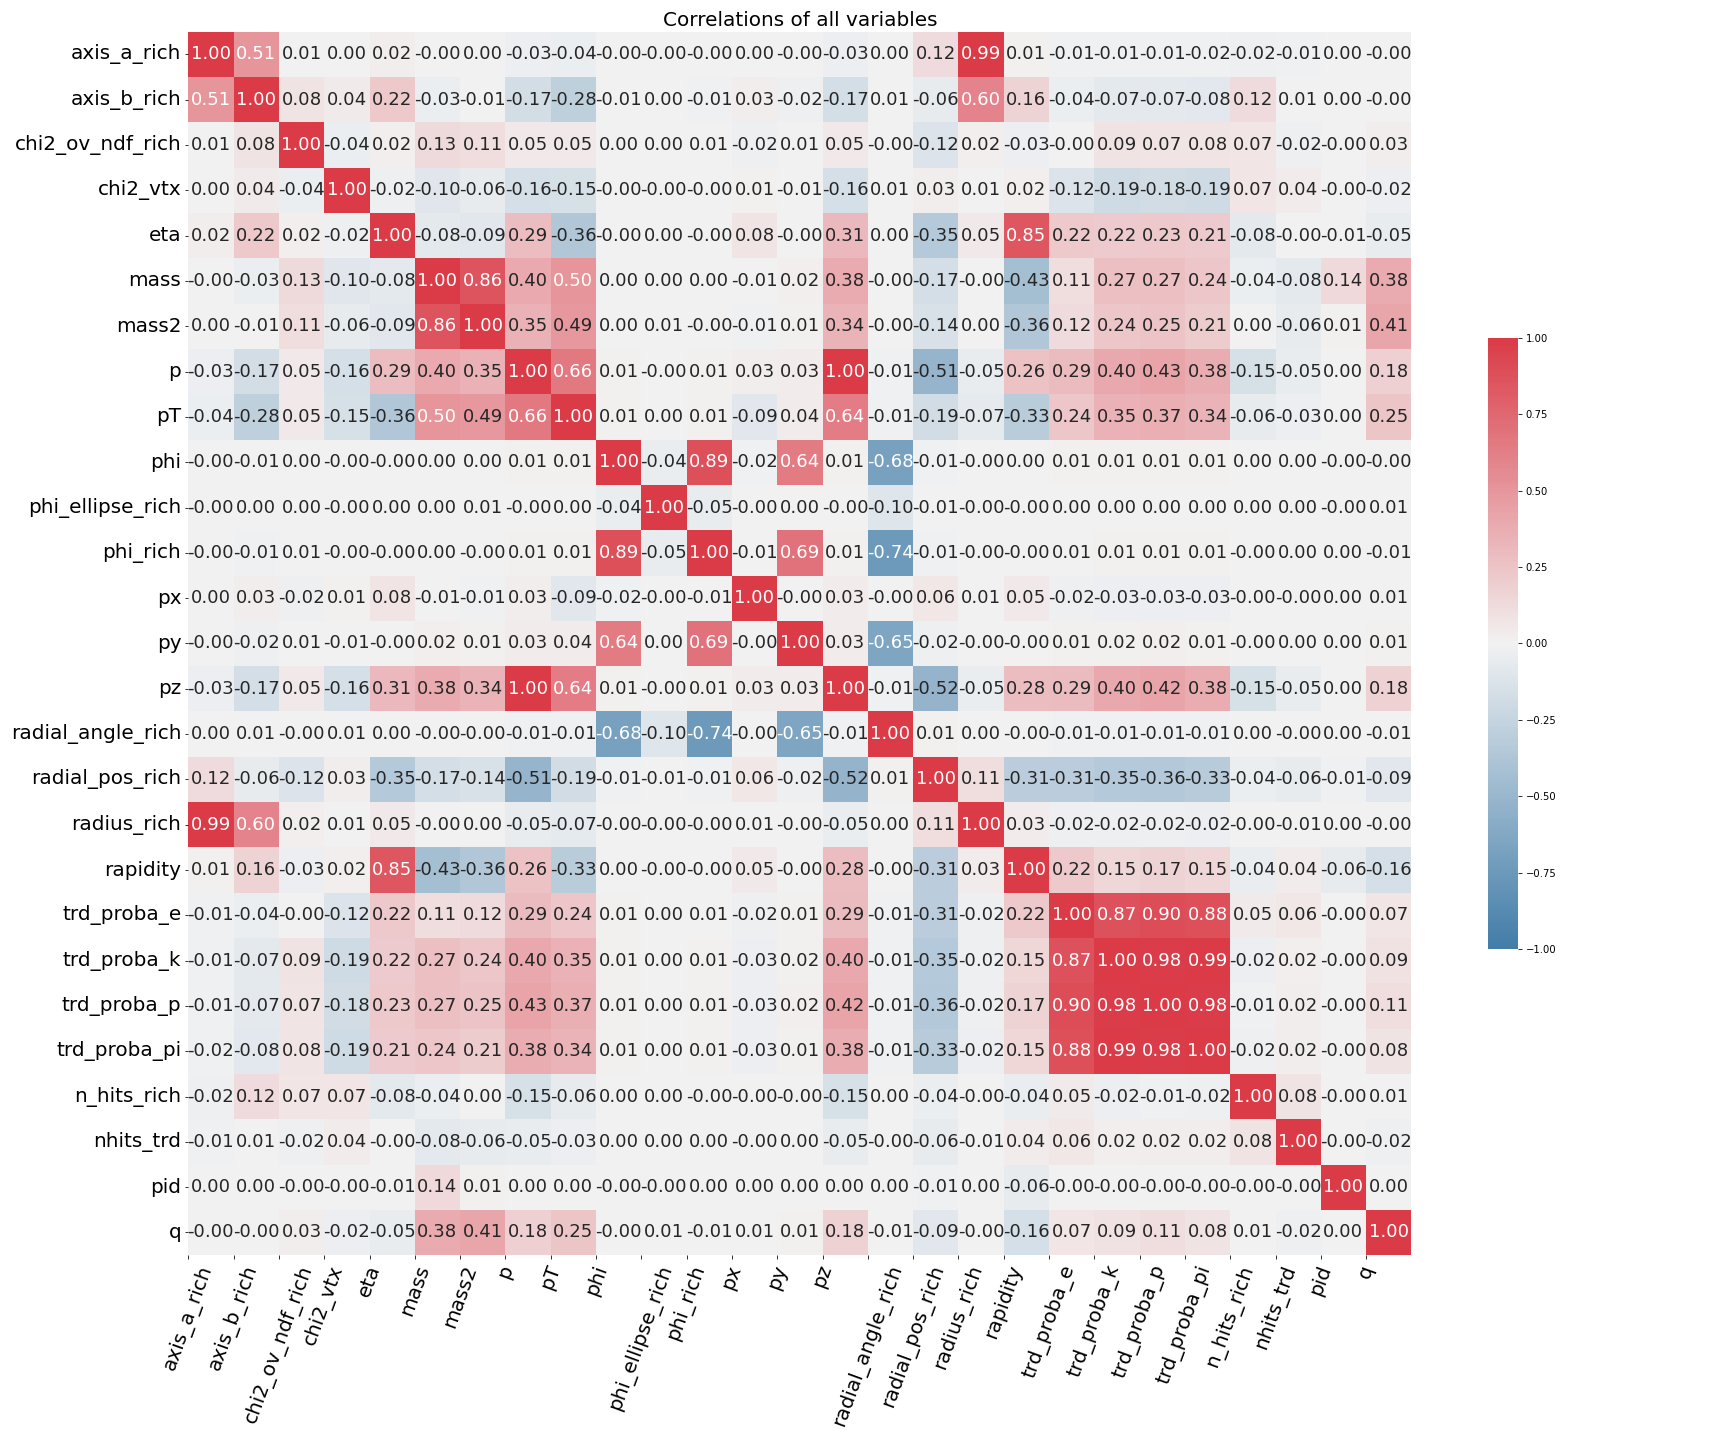 Correlations of all variables
axis_a_rich 1.00 0.51 0.01 0.00 0.02 -0.00 0.00 -0.03 -0.04 -0.00 -0.00 -0.00 0.00 -0.00 -0.03 0.00 0.12 0.99 0.01 -0.01 -0.01 -0.01 -0.02 -0.02 -0.01 0.00 -0.00
axis_b_rich 0.51 1.00 0.08 0.04 0.22 -0.03 -0.01 -0.17 -0.28 -0.01 0.00 -0.01 0.03 -0.02 -0.17 0.01 -0.06 0.60 0.16 -0.04 -0.07 -0.07 -0.08 0.12 0.01 0.00 -0.00
chi2_ov_ndf_rich 0.01 0.08 1.00 -0.04 0.02 0.13 0.11 0.05 0.05 0.00 0.00 0.01 -0.02 0.01 0.05 -0.00 -0.12 0.02 -0.03 -0.00 0.09 0.07 0.08 0.07 -0.02 -0.00 0.03
chi2_vtx 0.00 0.04 -0.04 1.00 -0.02 -0.10 -0.06 -0.16 -0.15 -0.00 -0.00 -0.00 0.01 -0.01 -0.16 0.01 0.03 0.01 0.02 -0.12 -0.19 -0.18 -0.19 0.07 0.04 -0.00 -0.02
eta 0.02 0.22 0.02 -0.02 1.00 -0.08 -0.09 0.29 -0.36 -0.00 0.00 -0.00 0.08 -0.00 0.31 0.00 -0.35 0.05 0.85 0.22 0.22 0.23 0.21 -0.08 -0.00 -0.01 -0.05
mass -0.00 -0.03 0.13 -0.10 -0.08 1.00 0.86 0.40 0.50 0.00 0.00 0.00 -0.01 0.02 0.38 -0.00 -0.17 -0.00 -0.43 0.11 0.27 0.27 0.24 -0.04 -0.08 0.14 0.38
mass2 0.00 -0.01 0.11 -0.06 -0.09 0.86 1.00 0.35 0.49 0.00 0.01 -0.00 -0.01 0.01 0.34 -0.00 -0.14 0.00 -0.36 0.12 0.24 0.25 0.21 0.00 -0.06 0.01 0.41
p -0.03 -0.17 0.05 -0.16 0.29 0.40 0.35 1.00 0.66 0.01 -0.00 0.01 0.03 0.03 1.00 -0.01 -0.51 -0.05 0.26 0.29 0.40 0.43 0.38 -0.15 -0.05 0.00 0.18
pT -0.04 -0.28 0.05 -0.15 -0.36 0.50 0.49 0.66 1.00 0.01 0.00 0.01 -0.09 0.04 0.64 -0.01 -0.19 -0.07 -0.33 0.24 0.35 0.37 0.34 -0.06 -0.03 0.00 0.25
phi -0.00 -0.01 0.00 -0.00 -0.00 0.00 0.00 0.01 0.01 1.00 -0.04 0.89 -0.02 0.64 0.01 -0.68 -0.01 -0.00 0.00 0.01 0.01 0.01 0.01 0.00 0.00 -0.00 -0.00
phi_ellipse_rich -0.00 0.00 0.00 -0.00 0.00 0.00 0.01 -0.00 0.00 -0.04 1.00 -0.05 -0.00 0.00 -0.00 -0.10 -0.01 -0.00 -0.00 0.00 0.00 0.00 0.00 0.00 0.00 -0.00 0.01
phi_rich -0.00 -0.01 0.01 -0.00 -0.00 0.00 -0.00 0.01 0.01 0.89 -0.05 1.00 -0.01 0.69 0.01 -0.74 -0.01 -0.00 -0.00 0.01 0.01 0.01 0.01 -0.00 0.00 0.00 -0.01
px 0.00 0.03 -0.02 0.01 0.08 -0.01 -0.01 0.03 -0.09 -0.02 -0.00 -0.01 1.00 -0.00 0.03 -0.00 0.06 0.01 0.05 -0.02 -0.03 -0.03 -0.03 -0.00 -0.00 0.00 0.01
py -0.00 -0.02 0.01 -0.01 -0.00 0.02 0.01 0.03 0.04 0.64 0.00 0.69 -0.00 1.00 0.03 -0.65 -0.02 -0.00 -0.00 0.01 0.02 0.02 0.01 -0.00 0.00 0.00 0.01
pz -0.03 -0.17 0.05 -0.16 0.31 0.38 0.34 1.00 0.64 0.01 -0.00 0.01 0.03 0.03 1.00 -0.01 -0.52 -0.05 0.28 0.29 0.40 0.42 0.38 -0.15 -0.05 0.00 0.18
radial_angle_rich 0.00 0.01 -0.00 0.01 0.00 -0.00 -0.00 -0.01 -0.01 -0.68 -0.10 -0.74 -0.00 -0.65 -0.01 1.00 0.01 0.00 -0.00 -0.01 -0.01 -0.01 -0.01 0.00 -0.00 0.00 -0.01
radial_pos_rich 0.12 -0.06 -0.12 0.03 -0.35 -0.17 -0.14 -0.51 -0.19 -0.01 -0.01 -0.01 0.06 -0.02 -0.52 0.01 1.00 0.11 -0.31 -0.31 -0.35 -0.36 -0.33 -0.04 -0.06 -0.01 -0.09
radius_rich 0.99 0.60 0.02 0.01 0.05 -0.00 0.00 -0.05 -0.07 -0.00 -0.00 -0.00 0.01 -0.00 -0.05 0.00 0.11 1.00 0.03 -0.02 -0.02 -0.02 -0.02 -0.00 -0.01 0.00 -0.00
rapidity 0.01 0.16 -0.03 0.02 0.85 -0.43 -0.36 0.26 -0.33 0.00 -0.00 -0.00 0.05 -0.00 0.28 -0.00 -0.31 0.03 1.00 0.22 0.15 0.17 0.15 -0.04 0.04 -0.06 -0.16
trd_proba_e -0.01 -0.04 -0.00 -0.12 0.22 0.11 0.12 0.29 0.24 0.01 0.00 0.01 -0.02 0.01 0.29 -0.01 -0.31 -0.02 0.22 1.00 0.87 0.90 0.88 0.05 0.06 -0.00 0.07
trd_proba_k -0.01 -0.07 0.09 -0.19 0.22 0.27 0.24 0.40 0.35 0.01 0.00 0.01 -0.03 0.02 0.40 -0.01 -0.35 -0.02 0.15 0.87 1.00 0.98 0.99 -0.02 0.02 -0.00 0.09
trd_proba_p -0.01 -0.07 0.07 -0.18 0.23 0.27 0.25 0.43 0.37 0.01 0.00 0.01 -0.03 0.02 0.42 -0.01 -0.36 -0.02 0.17 0.90 0.98 1.00 0.98 -0.01 0.02 -0.00 0.11
trd_proba_pi -0.02 -0.08 0.08 -0.19 0.21 0.24 0.21 0.38 0.34 0.01 0.00 0.01 -0.03 0.01 0.38 -0.01 -0.33 -0.02 0.15 0.88 0.99 0.98 1.00 -0.02 0.02 -0.00 0.08
n_hits_rich -0.02 0.12 0.07 0.07 -0.08 -0.04 0.00 -0.15 -0.06 0.00 0.00 -0.00 -0.00 -0.00 -0.15 0.00 -0.04 -0.00 -0.04 0.05 -0.02 -0.01 -0.02 1.00 0.08 -0.00 0.01
nhits_trd -0.01 0.01 -0.02 0.04 -0.00 -0.08 -0.06 -0.05 -0.03 0.00 0.00 0.00 -0.00 0.00 -0.05 -0.00 -0.06 -0.01 0.04 0.06 0.02 0.02 0.02 0.08 1.00 -0.00 -0.02
pid 0.00 0.00 -0.00 -0.00 -0.01 0.14 0.01 0.00 0.00 -0.00 -0.00 0.00 0.00 0.00 0.00 0.00 -0.01 0.00 -0.06 -0.00 -0.00 -0.00 -0.00 -0.00 -0.00 1.00 0.00
q -0.00 -0.00 0.03 -0.02 -0.05 0.38 0.41 0.18 0.25 -0.00 0.01 -0.01 0.01 0.01 0.18 -0.01 -0.09 -0.00 -0.16 0.07 0.09 0.11 0.08 0.01 -0.02 0.00 1.00
axis_a_rich axis_b_rich chi2_ov_ndf_rich chi2_vtx eta mass mass2 p pT phi phi_ellipse_rich phi_rich px py pz radial_angle_rich radial_pos_rich radius_rich rapidity trd_proba_e trd_proba_k trd_proba_p trd_proba_pi n_hits_rich nhits_trd pid q
1.00
0.75
0.50
0.25
0.00
−0.25
−0.50
−0.75
−1.00